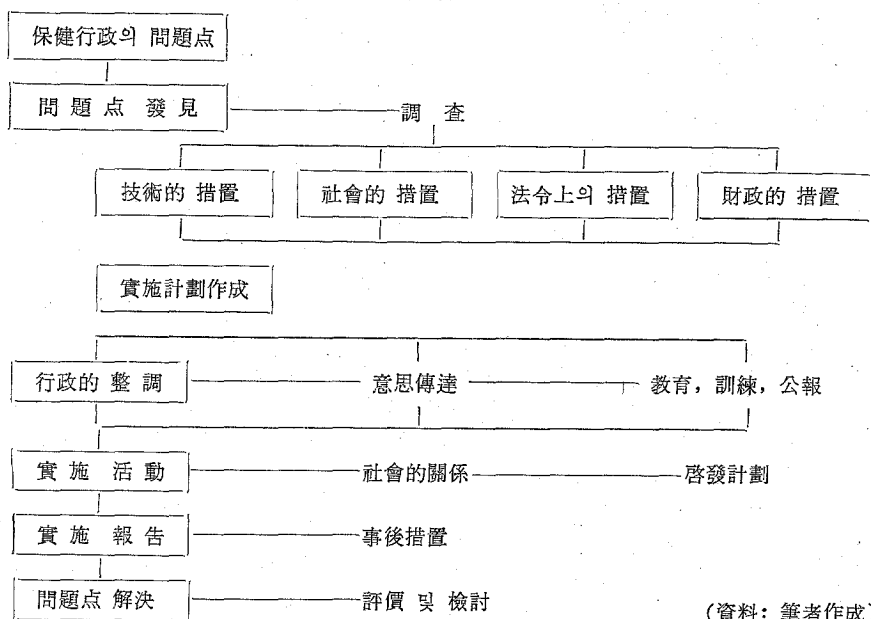 保健行政의 問題点
問題点 發見 調査
技術的 措置 社會的 措置 法令上의 措置 財政的 措置
實施計劃作成
行政的 整調 意思傳達 敎育, 訓練, 公報
實施 活動 社會的關係 啓發計劃
實施 報告 事後措置
問題点 解決 評價 및 檢討
(資料: 筆者作成)